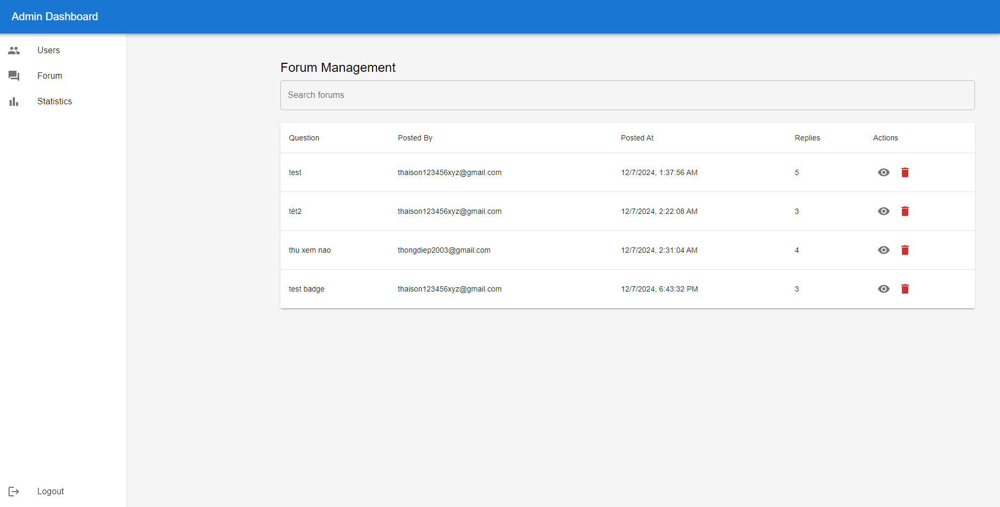 Admin Dashboard
Users
Forum
Statistics
Logout
Forum Management
Search forums
Question Posted By Posted At Replies Actions
test thaison123456xyz@gmail.com 12/7/2024, 1:37:56 AM 5
tét2 thaison123456xyz@gmail.com 12/7/2024, 2:22:08 AM 3
thu xem nao thongdiep2003@gmail.com 12/7/2024, 2:31:04 AM 4
test badge thaison123456xyz@gmail.com 12/7/2024, 6:43:32 PM 3